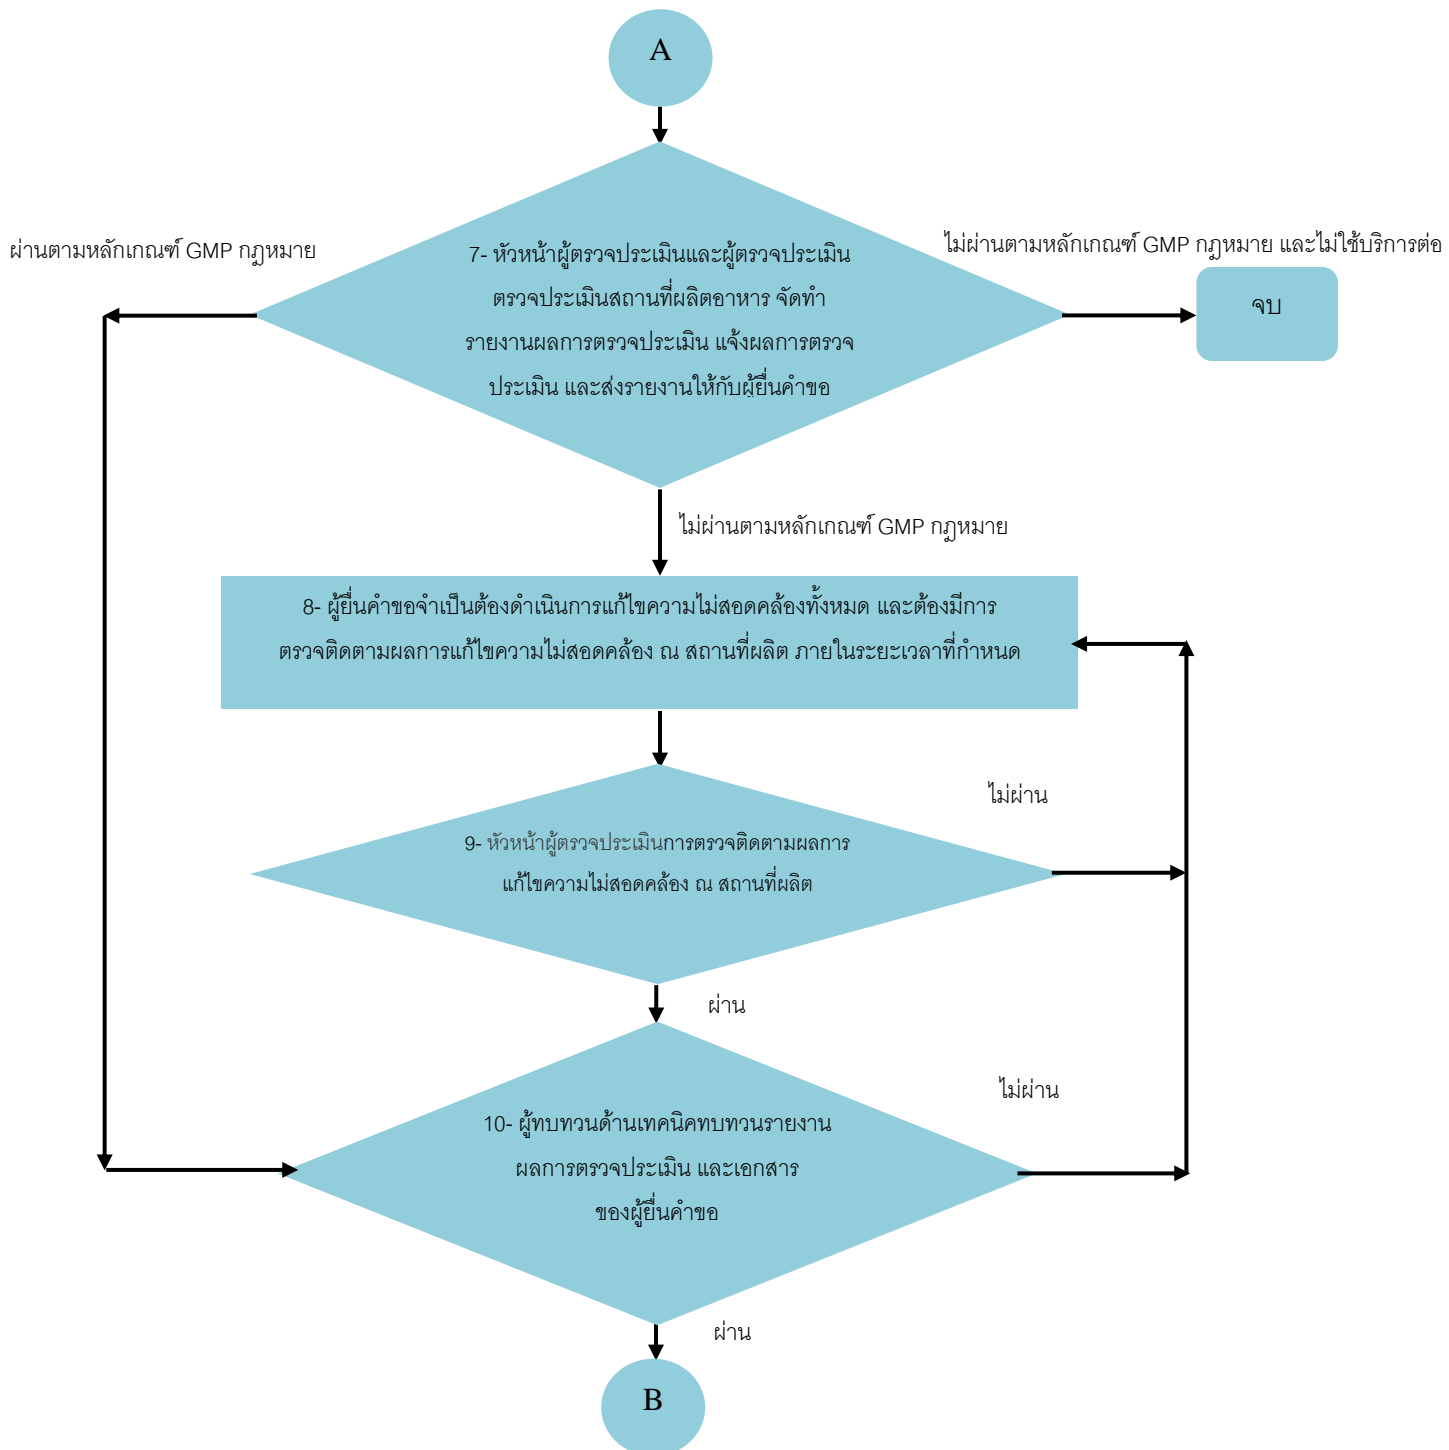 A
ผ่านตามหลักเกณฑ์ GMP กฎหมาย
ไม่ผ่านตามหลักเกณฑ์ GMP กฎหมาย และไม่ใช้บริการต่อ
7- หัวหน้าผู้ตรวจประเมินและผู้ตรวจประเมิน
ตรวจประเมินสถานที่ผลิตอาหาร จัดทำ
รายงานผลการตรวจประเมิน แจ้งผลการตรวจ
ประเมิน และส่งรายงานให้กับผู้ยื่นคำขอ
จบ
ไม่ผ่านตามหลักเกณฑ์ GMP กฎหมาย
8- ผู้ยื่นคำขอจำเป็นต้องดำเนินการแก้ไขความไม่สอดคล้องทั้งหมด และต้องมีการ
ตรวจติดตามผลการแก้ไขความไม่สอดคล้อง ณ สถานที่ผลิต ภายในระยะเวลาที่กำหนด
ไม่ผ่าน
9- หัวหน้าผู้ตรวจประเมินการตรวจติดตามผลการ
แก้ไขความไม่สอดคล้อง ณ สถานที่ผลิต
ผ่าน
ไม่ผ่าน
10- ผู้ทบทวนด้านเทคนิคทบทวนรายงาน
ผลการตรวจประเมิน และเอกสาร
ของผู้ยื่นคำขอ
ผ่าน
B